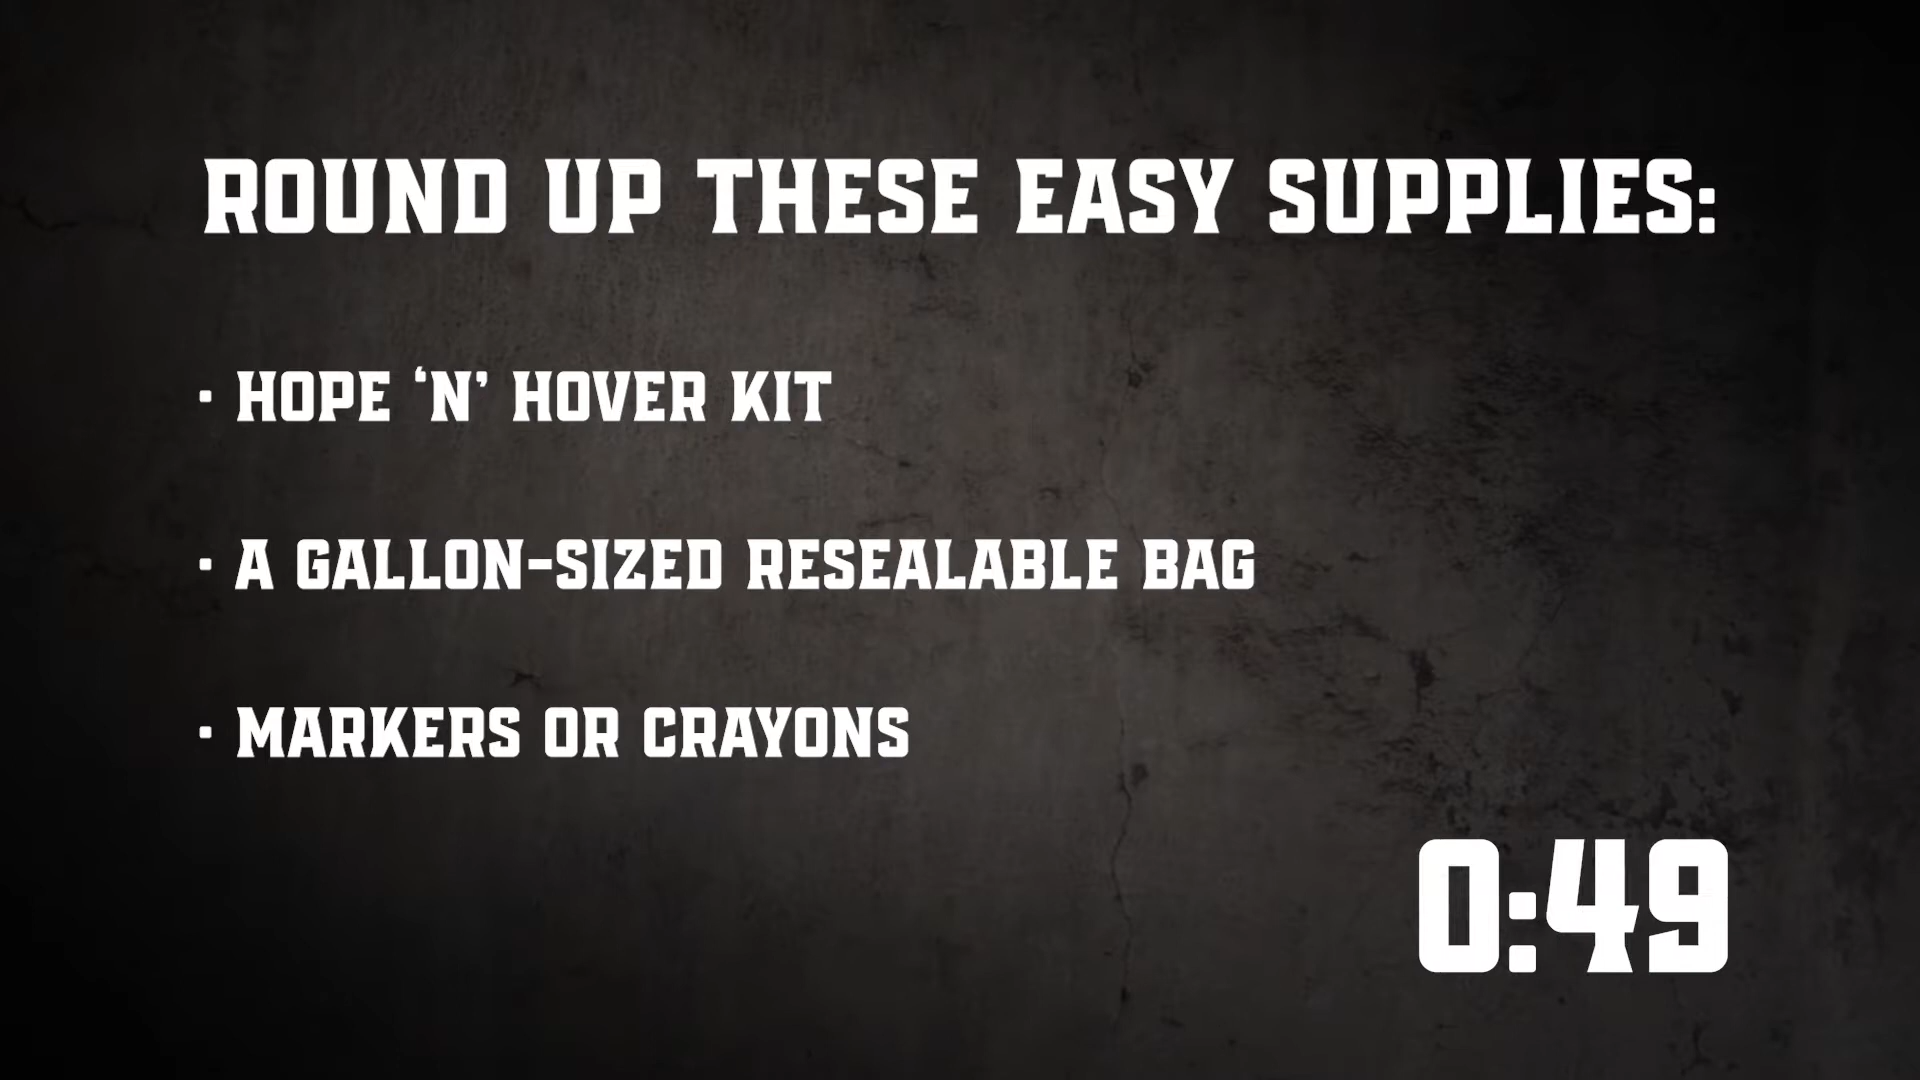 ROUND UP THESE EASY SUPPLIES:
· HOPE ‘N’ HOVER KIT
· A GALLON-SIZED RESEALABLE BAG
· MARKERS OR CRAYONS
0:49